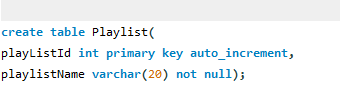 create table Playlist(
playListId int primary key auto_increment,
playlistName varchar(20) not null);